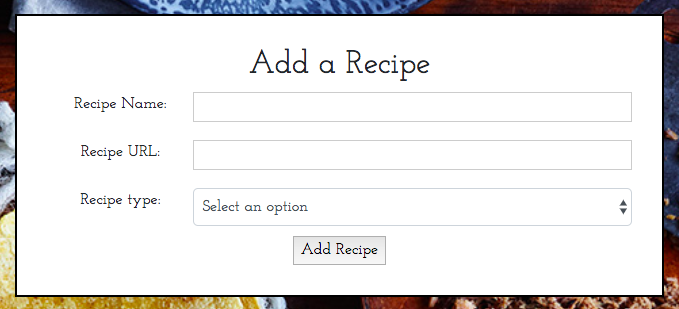 Add a Recipe
Recipe Name:
Recipe URL:
Recipe type:
Select an option
Add Recipe